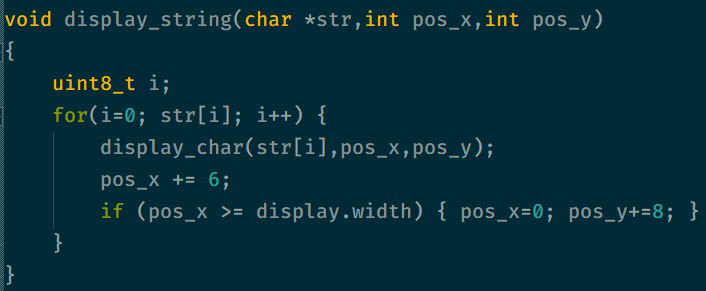 void display_string(char *str,int pos_x,int pos_y)
{
    uint8_t i;
    for(i=0; str[i]; i++) {
        display_char(str[i],pos_x,pos_y);
        pos_x += 6;
        if (pos_x >= display.width) { pos_x=0; pos_y+=8; }
    }
}